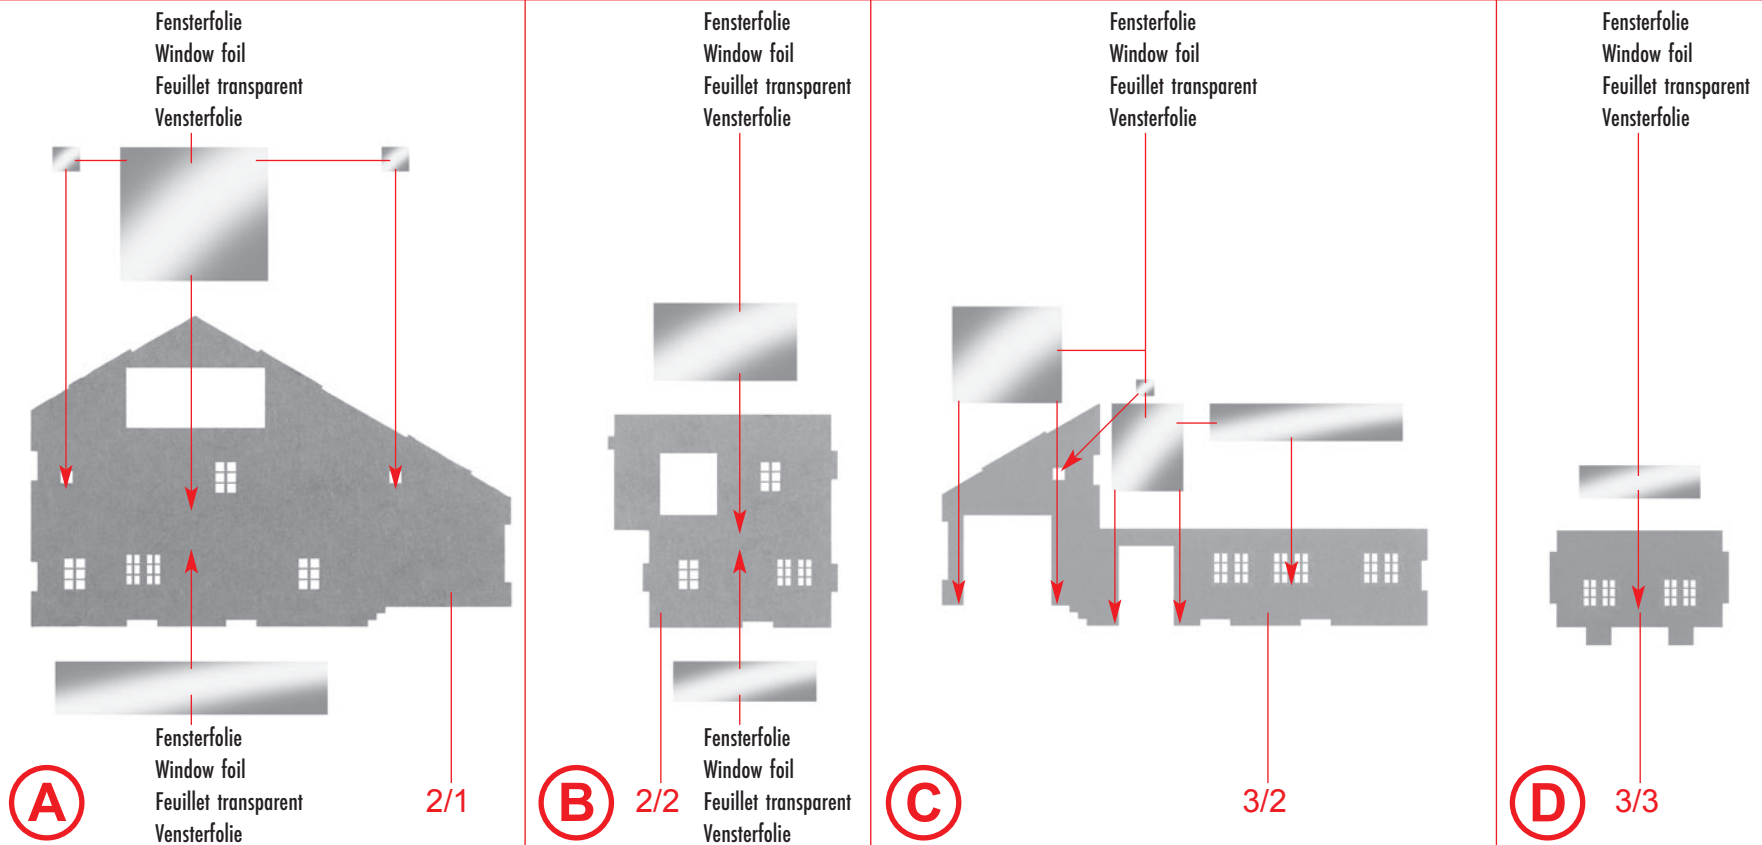 Fensterfolie
Window foil
Feuillet transparent
Vensterfolie
Fensterfolie
Window foil
Feuillet transparent
Vensterfolie
A
2/1
Fensterfolie
Window foil
Feuillet transparent
Vensterfolie
Fensterfolie
Window foil
Feuillet transparent
Vensterfolie
B
2/2
Fensterfolie
Window foil
Feuillet transparent
Vensterfolie
C
3/2
Fensterfolie
Window foil
Feuillet transparent
Vensterfolie
D
3/3